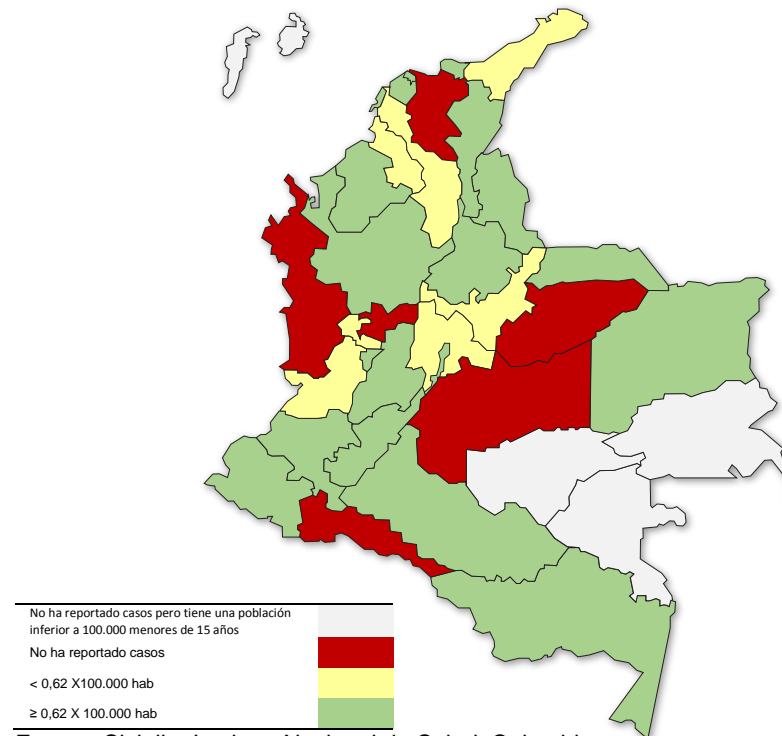 No ha reportado casos pero tiene una población
inferior a 100.000 menores de 15 años
No ha reportado casos
< 0,62 X100.000 hab
≥ 0,62 X 100.000 hab